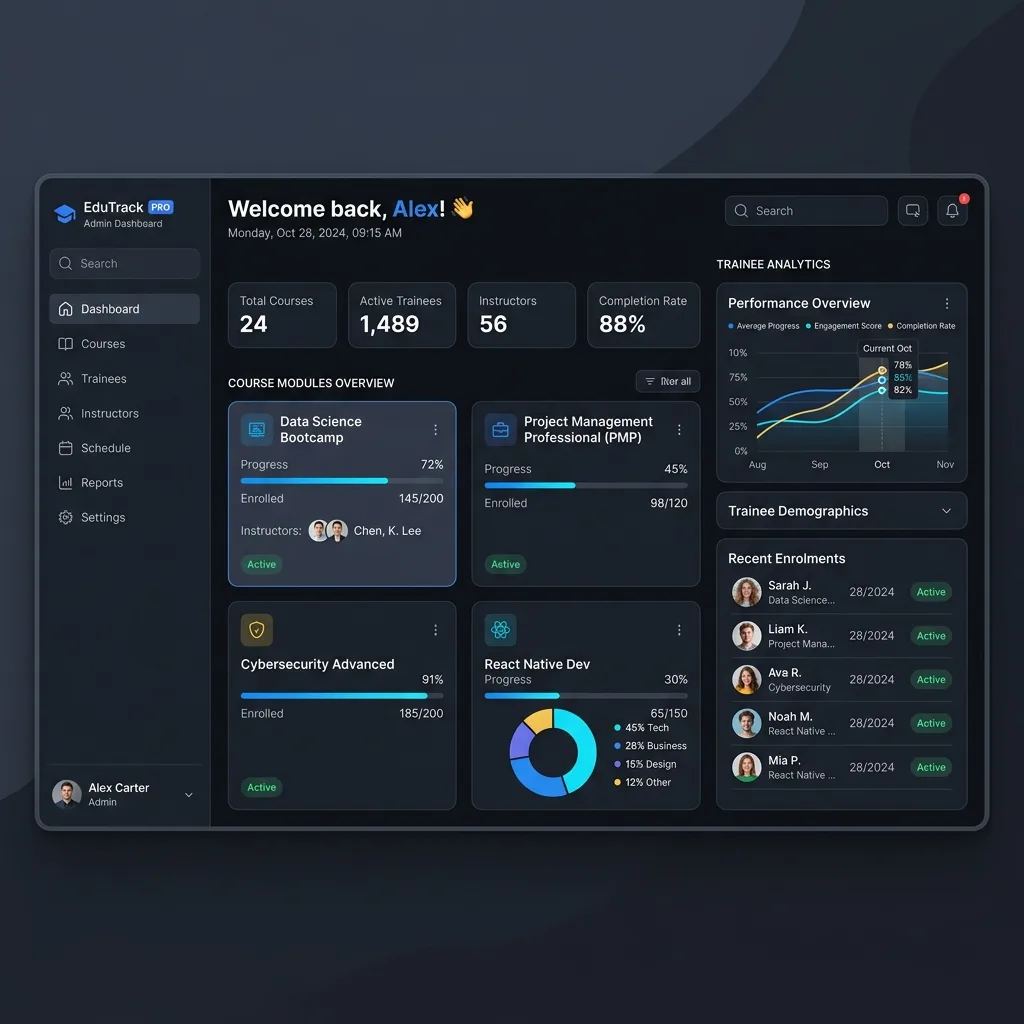 EduTrack PRO
Admin Dashboard
Search
Dashboard
Courses
Trainees
Instructors
Schedule
Reports
Settings
Alex Carter
Admin
Welcome back, Alex! 👋
Monday, Oct 28, 2024, 09:15 AM
Search
Total Courses
24
Active Trainees
1,489
Instructors
56
Completion Rate
88%
COURSE MODULES OVERVIEW
all
Data Science
Bootcamp
Progress 72%
Enrolled 145/200
Instructors: Chen, K. Lee
Active
Project Management
Professional (PMP)
Progress 45%
Enrolled 98/120
Active
Cybersecurity Advanced
91%
Enrolled 185/200
Active
React Native Dev
Progress 30%
65/150
45% Tech
28% Business
15% Design
12% Other
TRAINEE ANALYTICS
Performance Overview
Average Progress Engagement Score Completion Rate
Current Oct
78%
85%
82%
10%
75%
50%
25%
0%
Aug Sep Oct Nov
Trainee Demographics
Recent Enrolments
Sarah J.
Data Science... 28/2024 Active
Liam K.
Project Mana... 28/2024 Active
Ava R.
Cybersecurity 28/2024 Active
Noah M.
React Native ... 28/2024 Active
Mia P.
React Native ... 28/2024 Active